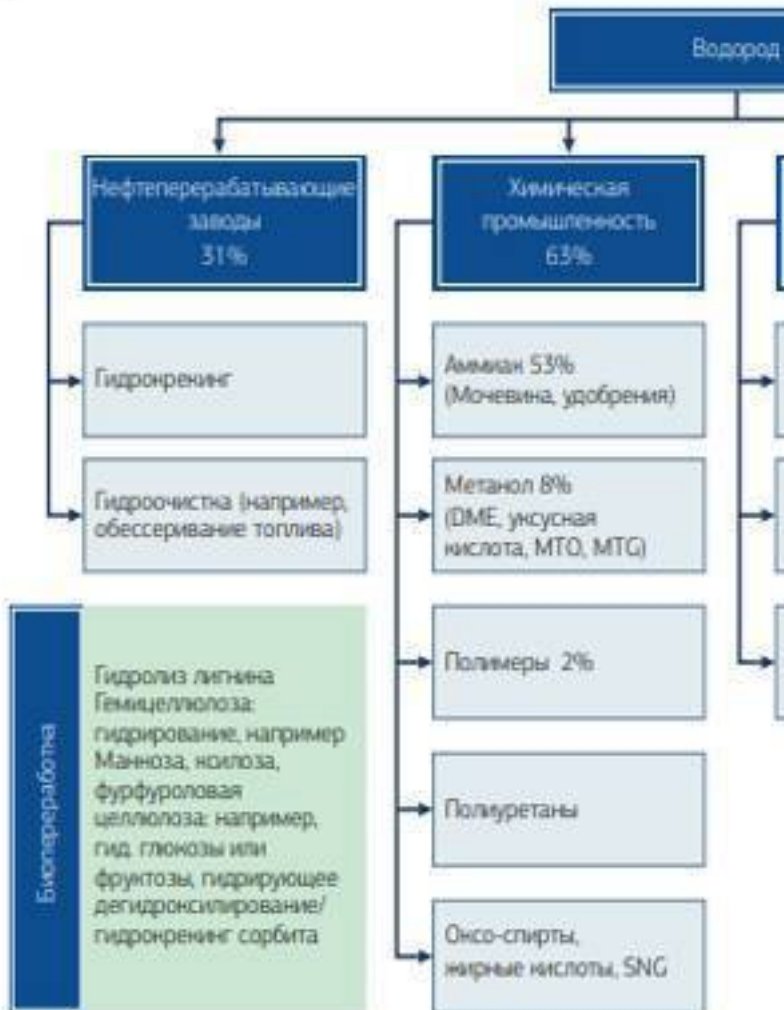 Водород
Нефтеперерабатывающие
заводы
31%
Химическая
промышленность
63%
Гидрокрекинг
Гидроочистка (например,
обессеривание топлива)
Аммиак 53%
(Мочевина, удобрения)
Метанол 8%
(DME, уксусная
кислота, МТО, MTG)
Полимеры 2%
Полиуретаны
Оксо-спирты,
жирные кислоты, SNG
Биопереработка
Гидролиз лигнина
Гемицеллюлоза:
гидрирование, например
Манноза, ксилоза,
фурфуроловая
целлюлоза: например,
гид. глюкозы или
фруктозы, гидрирующее
дегидроксилирование/
гидрокрекинг сорбита